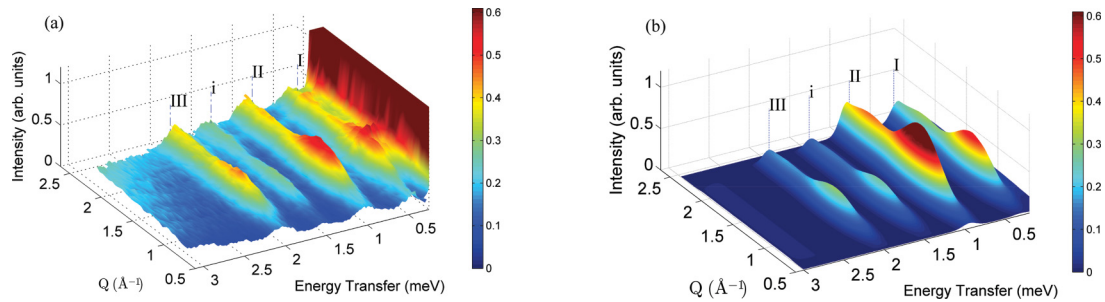 (a)
Intensity (arb. units)
1
0.5
0
III
i
II
I
2.5
2
1.5
1
0.5
Q (Å⁻¹)
3
2.5
2
1.5
1
0.5
Energy Transfer (meV)
0.6
0.5
0.4
0.3
0.2
0.1
0
(b)
Intensity (arb. units)
1
0.5
0
III
i
II
I
2.5
2
1.5
1
0.5
Q (Å⁻¹)
3
2.5
2
1.5
1
0.5
Energy Transfer (meV)
0.6
0.5
0.4
0.3
0.2
0.1
0